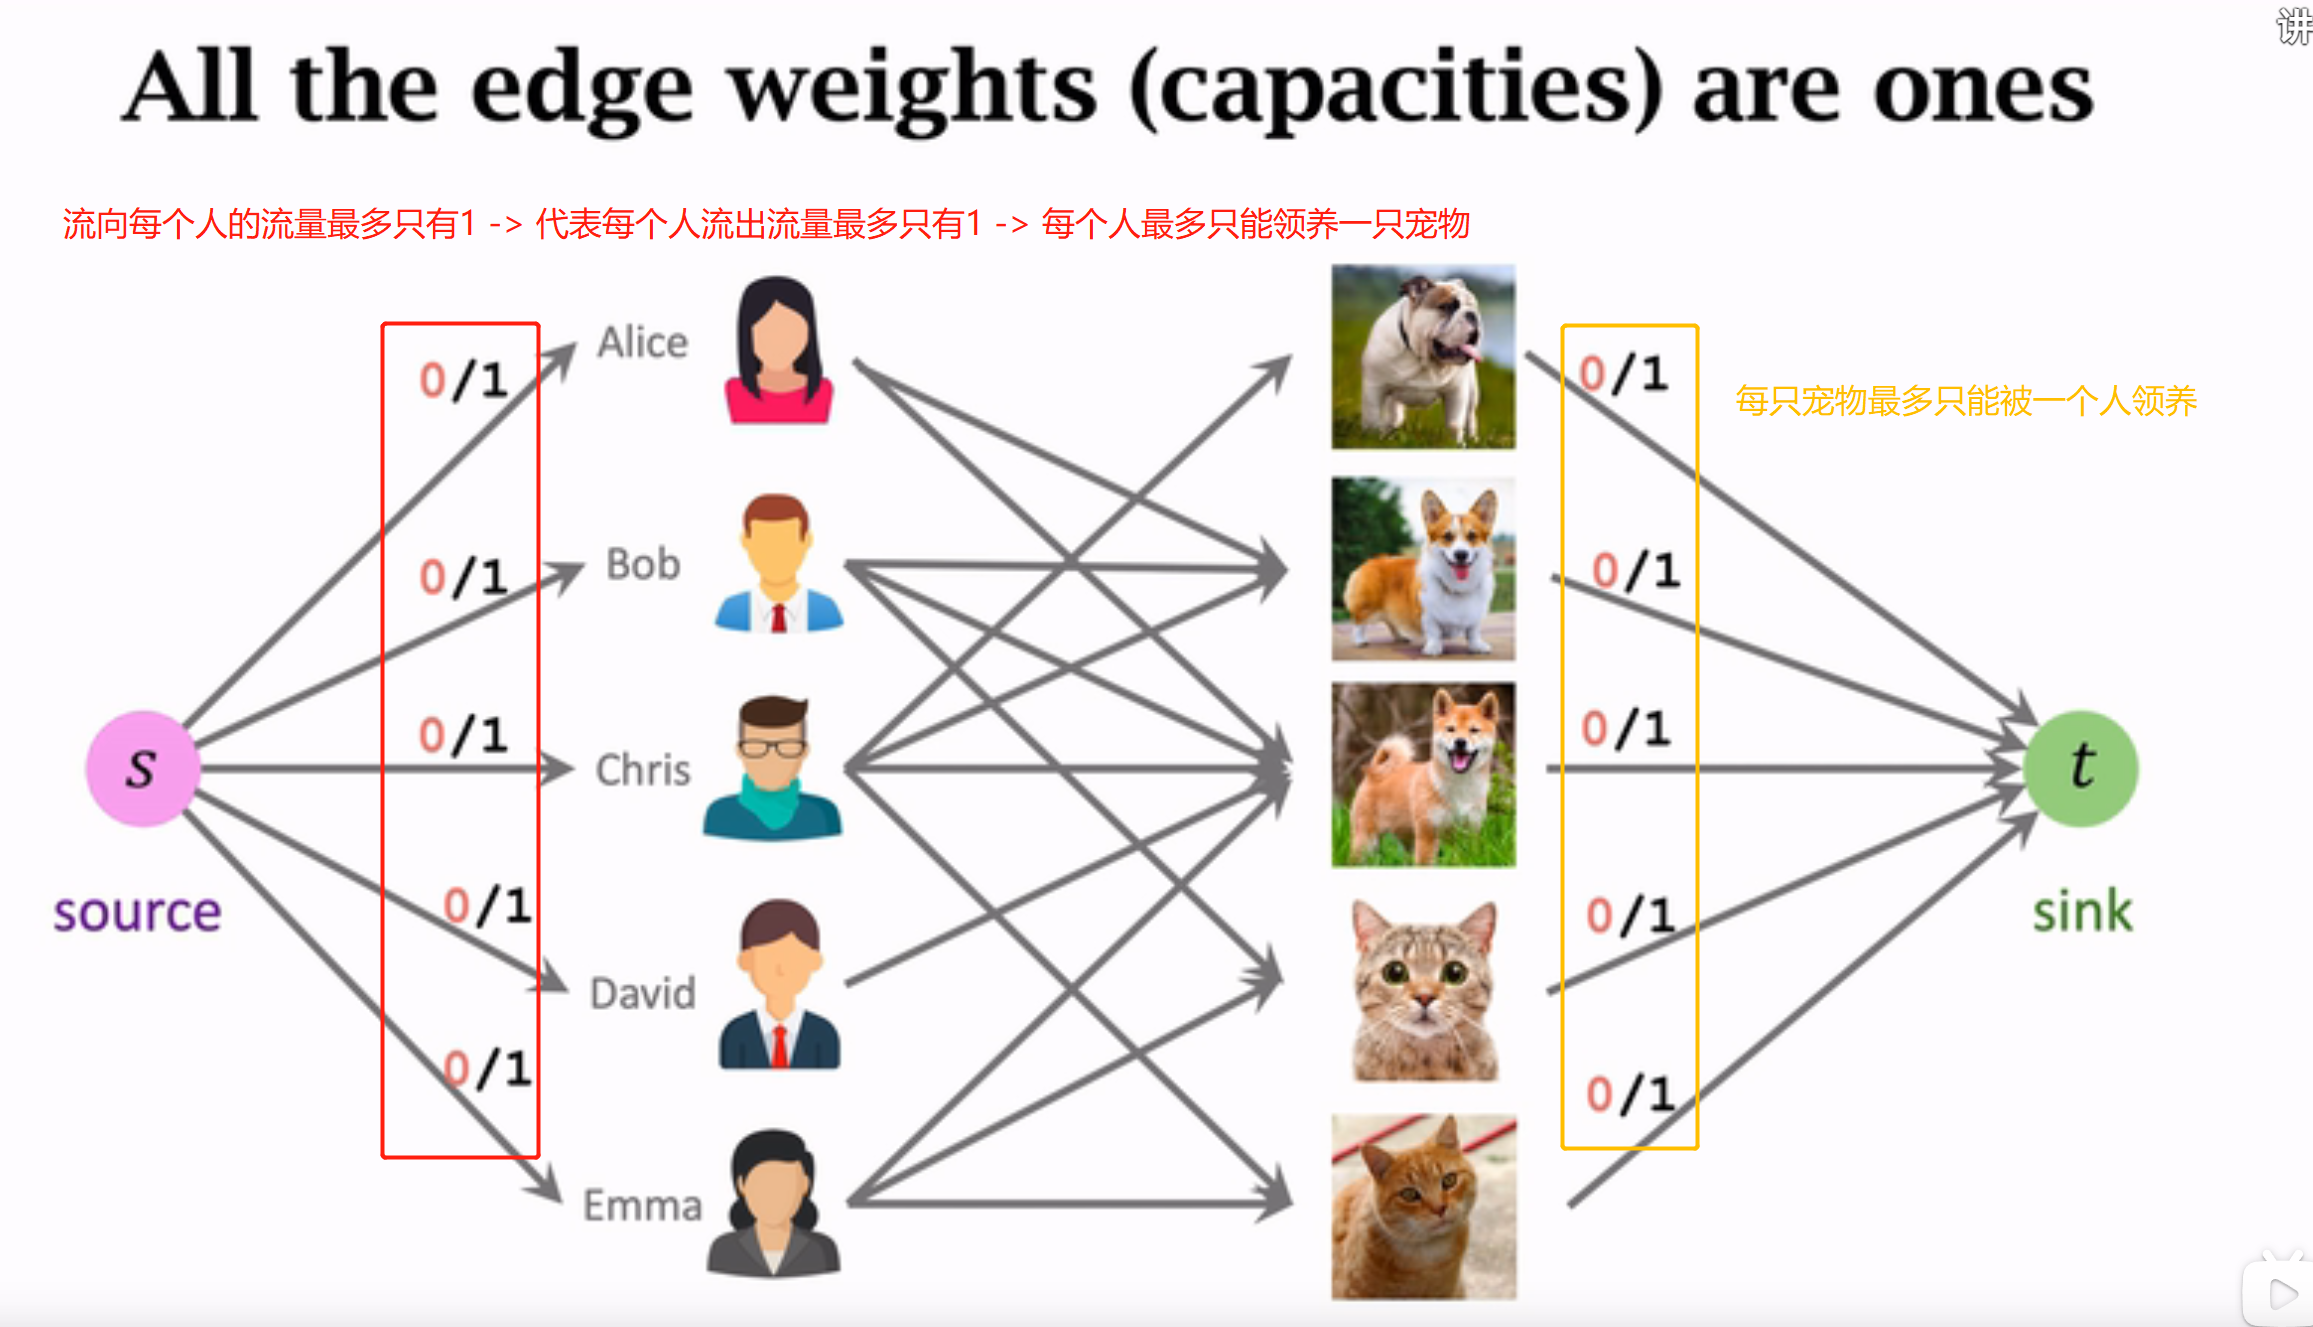 讲
All the edge weights (capacities) are ones
流向每个人的流量最多只有1 -> 代表每个人流出流量最多只有1 -> 每个人最多只能领养一只宠物
Alice
0/1
0/1
每只宠物最多只能被一个人领养
Bob
0/1
0/1
Chris
0/1
0/1
s
t
source
sink
David
0/1
0/1
Emma
0/1
0/1